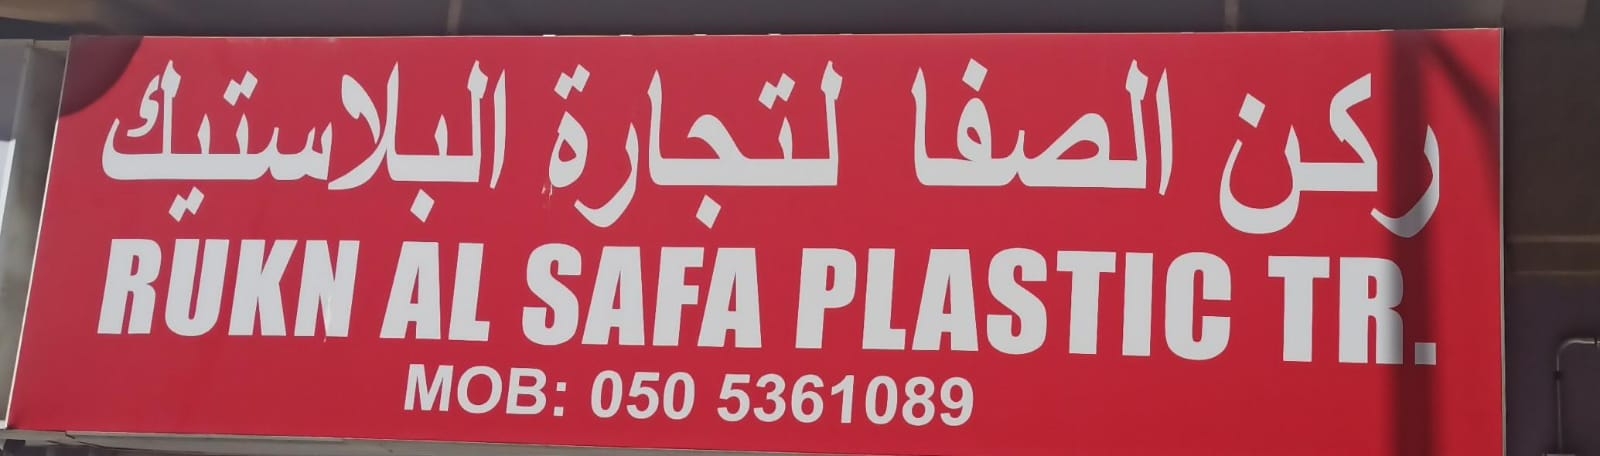 ركن الصفا لتجارة البلاستيك
RUKN AL SAFA PLASTIC TR.
MOB: 050 5361089